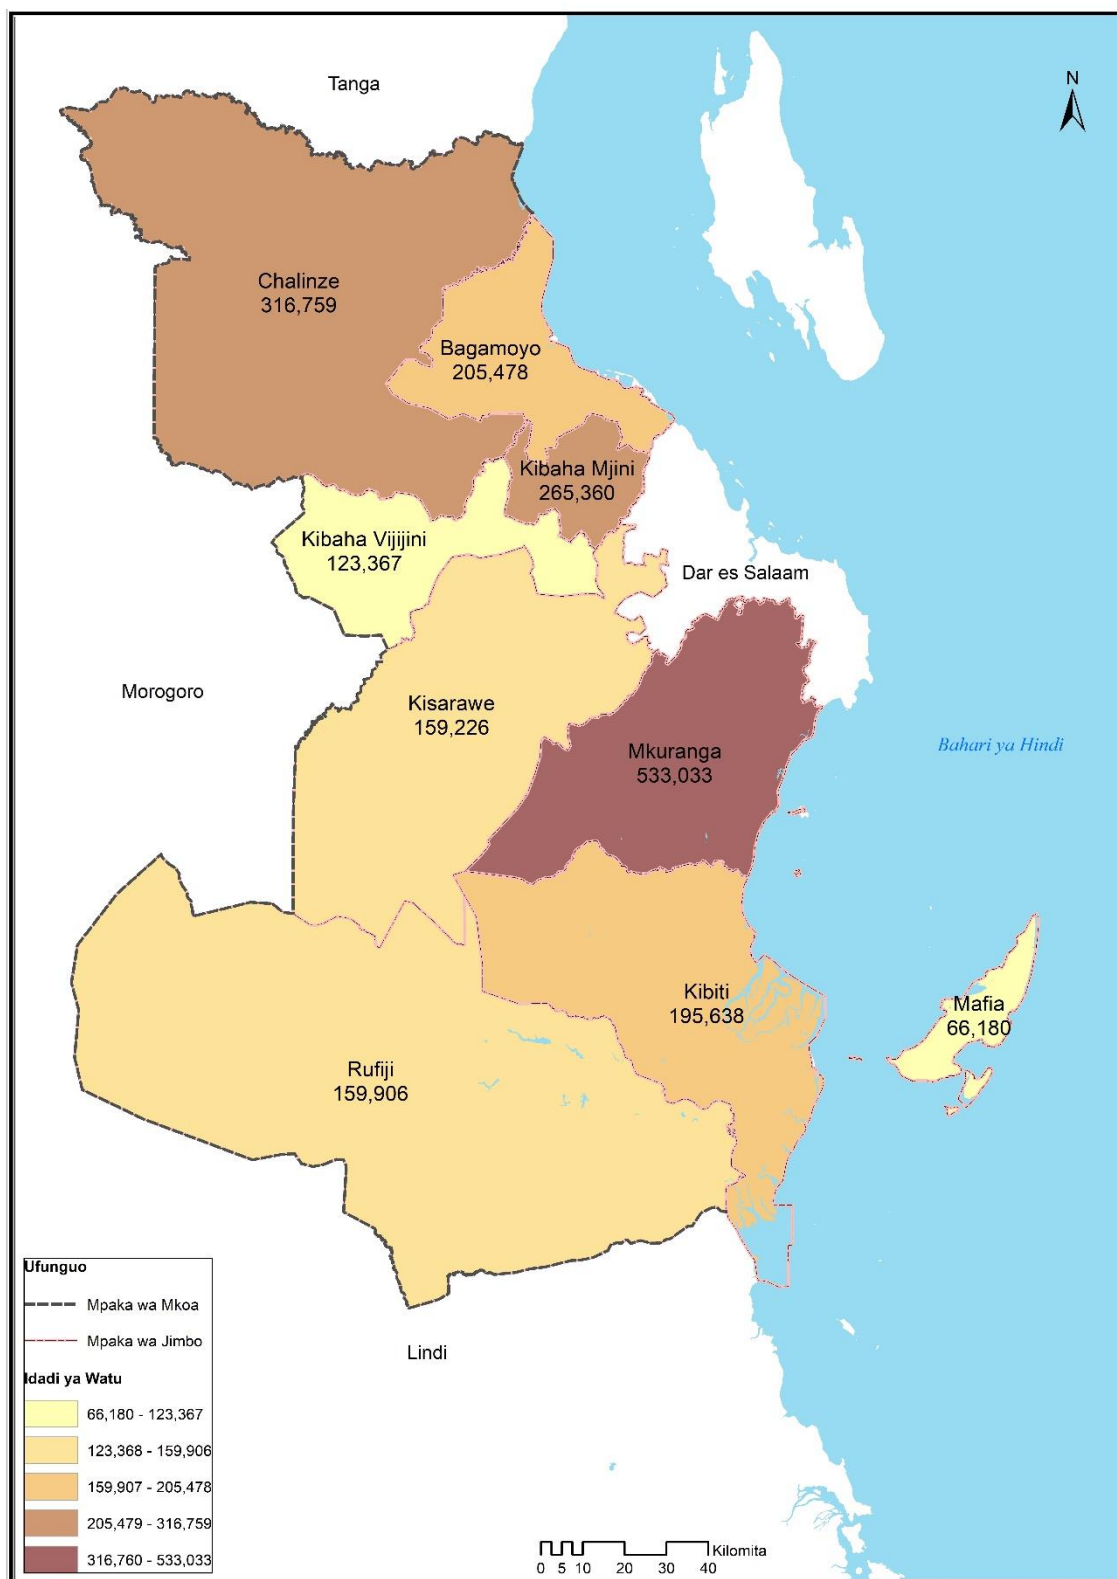 Tanga
N
Chalinze
316,759
Bagamoyo
205,478
Kibaha Mjini
265,360
Kibaha Vijijini
123,367
Dar es Salaam
Morogoro
Kisarawe
159,226
Mkuranga
533,033
Bahari ya Hindi
Kibiti
195,638
Mafia
66,180
Rufiji
159,906
Lindi
Ufunguo
Mpaka wa Mkoa
Mpaka wa Jimbo
Idadi ya Watu
66,180 - 123,367
123,368 - 159,906
159,907 - 205,478
205,479 - 316,759
316,760 - 533,033
Kilomita
0 5 10 20 30 40